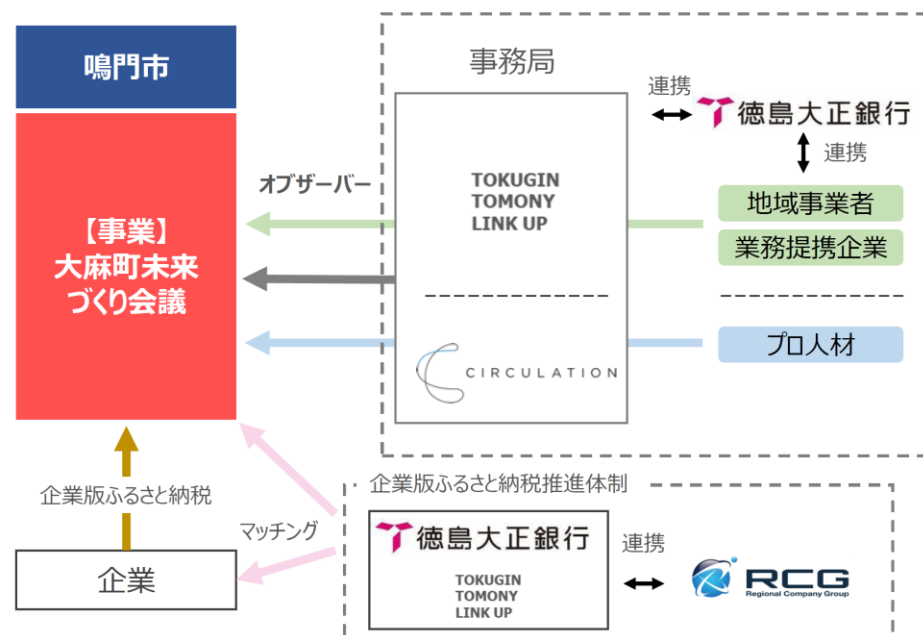 鳴門市
【事業】
大麻町未来
づくり会議
事務局
連携
徳島大正銀行
連携
オブザーバー
TOKUGIN
TOMONY
LINK UP
地域事業者
業務提携企業
プロ人材
CIRCULATION
企業版ふるさと納税
マッチング
企業
企業版ふるさと納税推進体制
徳島大正銀行
TOKUGIN
TOMONY
LINK UP
連携
RCG
Regional Company Group